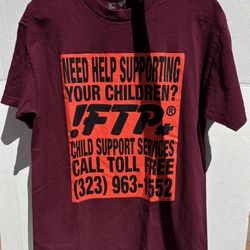 NEED HELP SUPPORTING
YOUR CHILDREN?
!FTP®
CHILD SUPPORT SERVICES
CALL TOLL FREE
(323) 963-1552